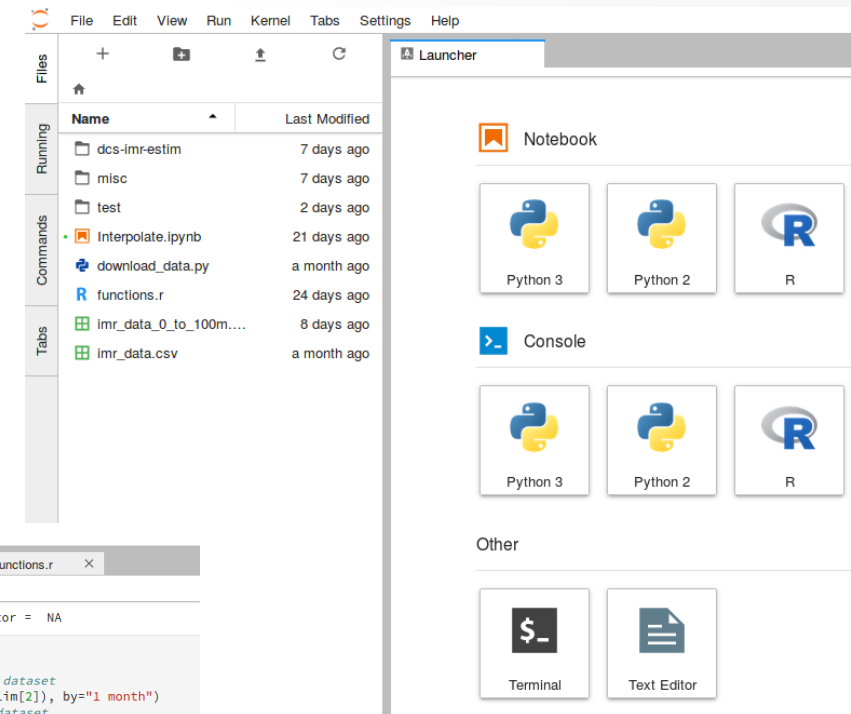 File Edit View Run Kernel Tabs Settings Help
Files
Running
Commands
Tabs
Name Last Modified
dcs-imr-estim 7 days ago
misc 7 days ago
test 2 days ago
Interpolate.ipynb 21 days ago
download_data.py a month ago
R functions.r 24 days ago
imr_data_0_to_100m.... 8 days ago
imr_data.csv a month ago
Launcher
Notebook
Python 3 Python 2 R R
>_ Console
Python 3 Python 2 R R
Other
$_
Terminal Text Editor
unctions.r ×
tor = NA
dataset
lim[2]), by="1 month")
dataset